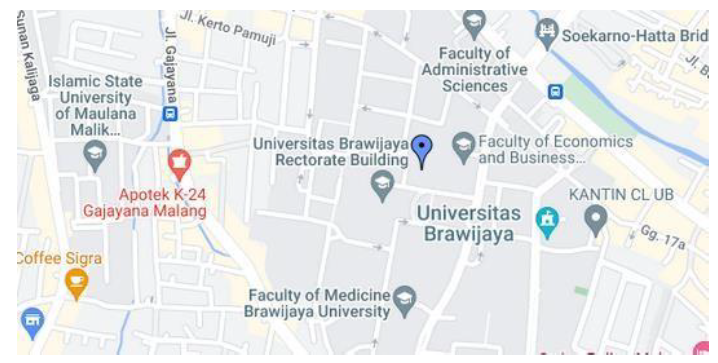 Jl. Kerto Pamuji
Sunan Kalijaga
Jl. Gajayana
Faculty of
Administrative
Sciences
Soekarno-Hatta Brid
Islamic State
University
of Maulana
Malik...
Universitas Brawijaya
Rectorate Building
Faculty of Economics
and Business...
Apotek K-24
Gajayana Malang
Universitas
Brawijaya
KANTIN CL UB
Gg. 17a
Coffee Sigra
Faculty of Medicine
Brawijaya University